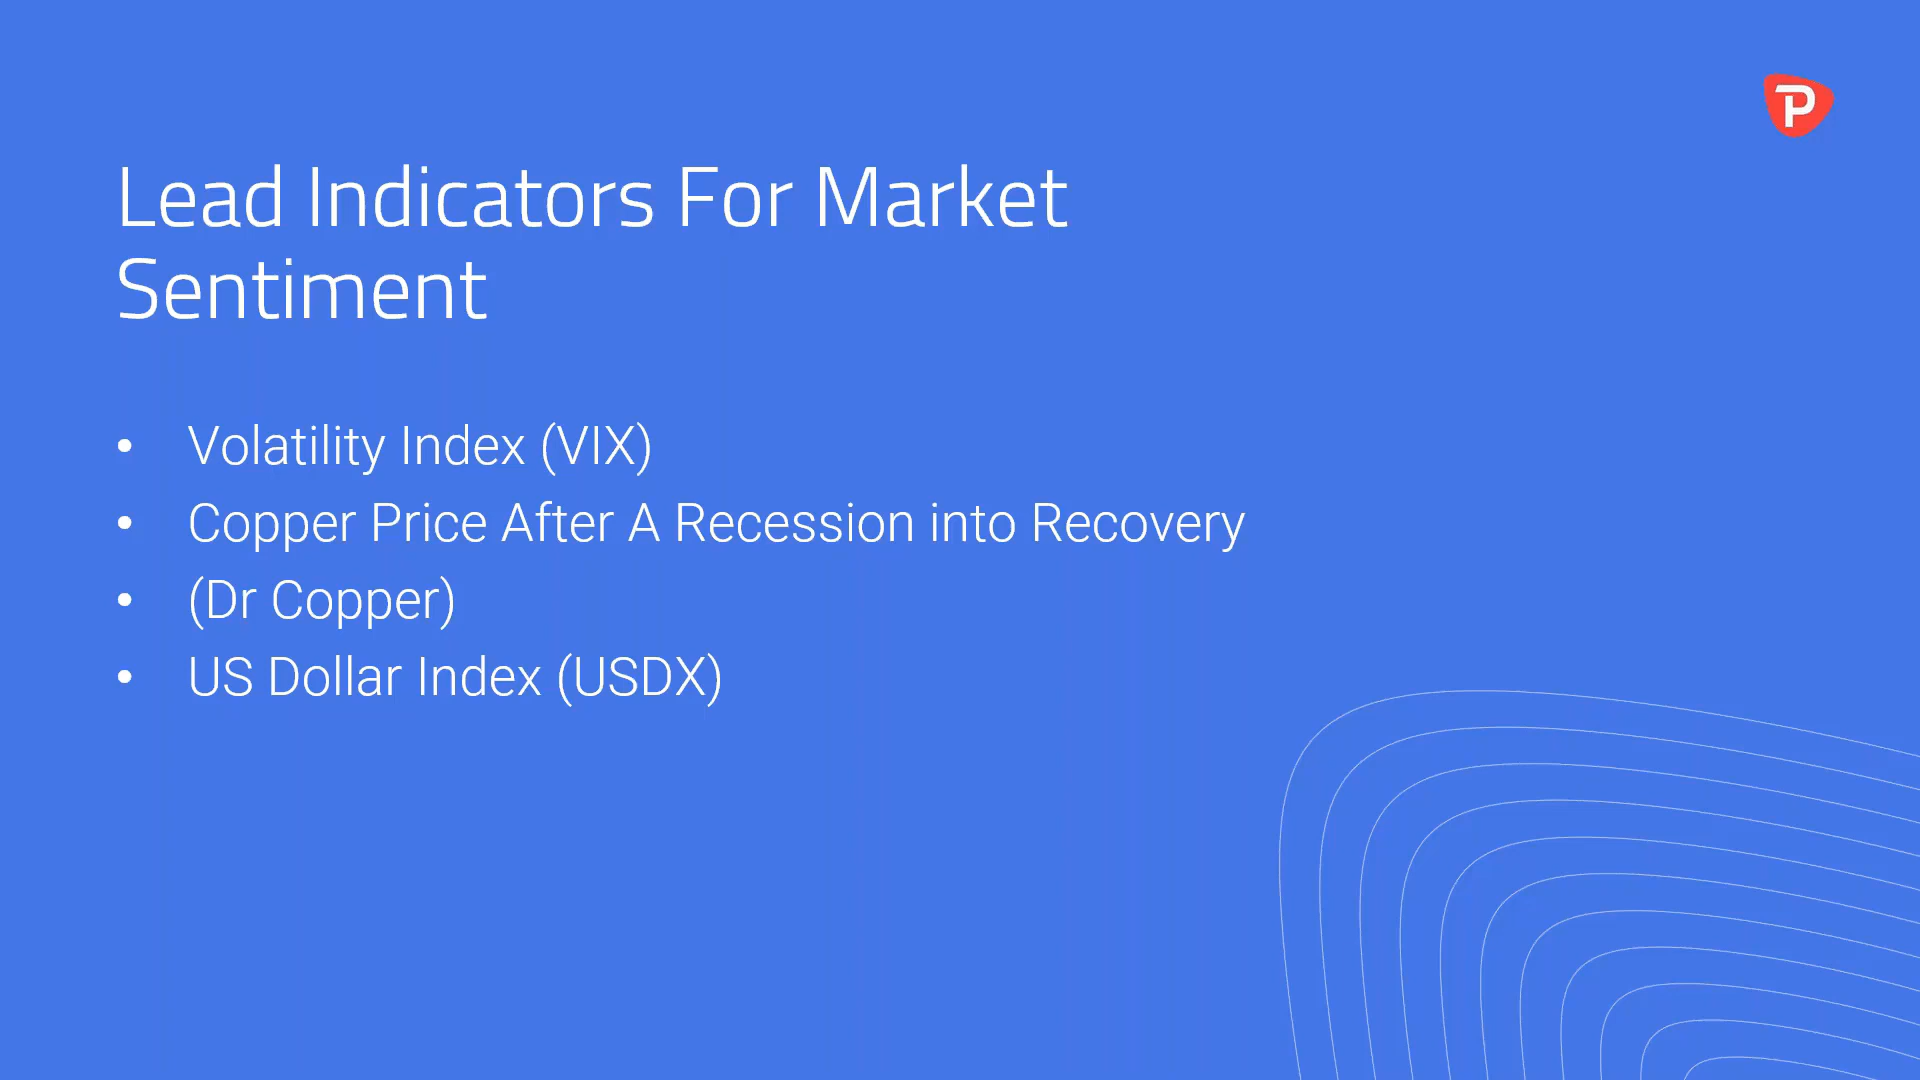 P
Lead Indicators For Market
Sentiment
• Volatility Index (VIX)
• Copper Price After A Recession into Recovery
• (Dr Copper)
• US Dollar Index (USDX)